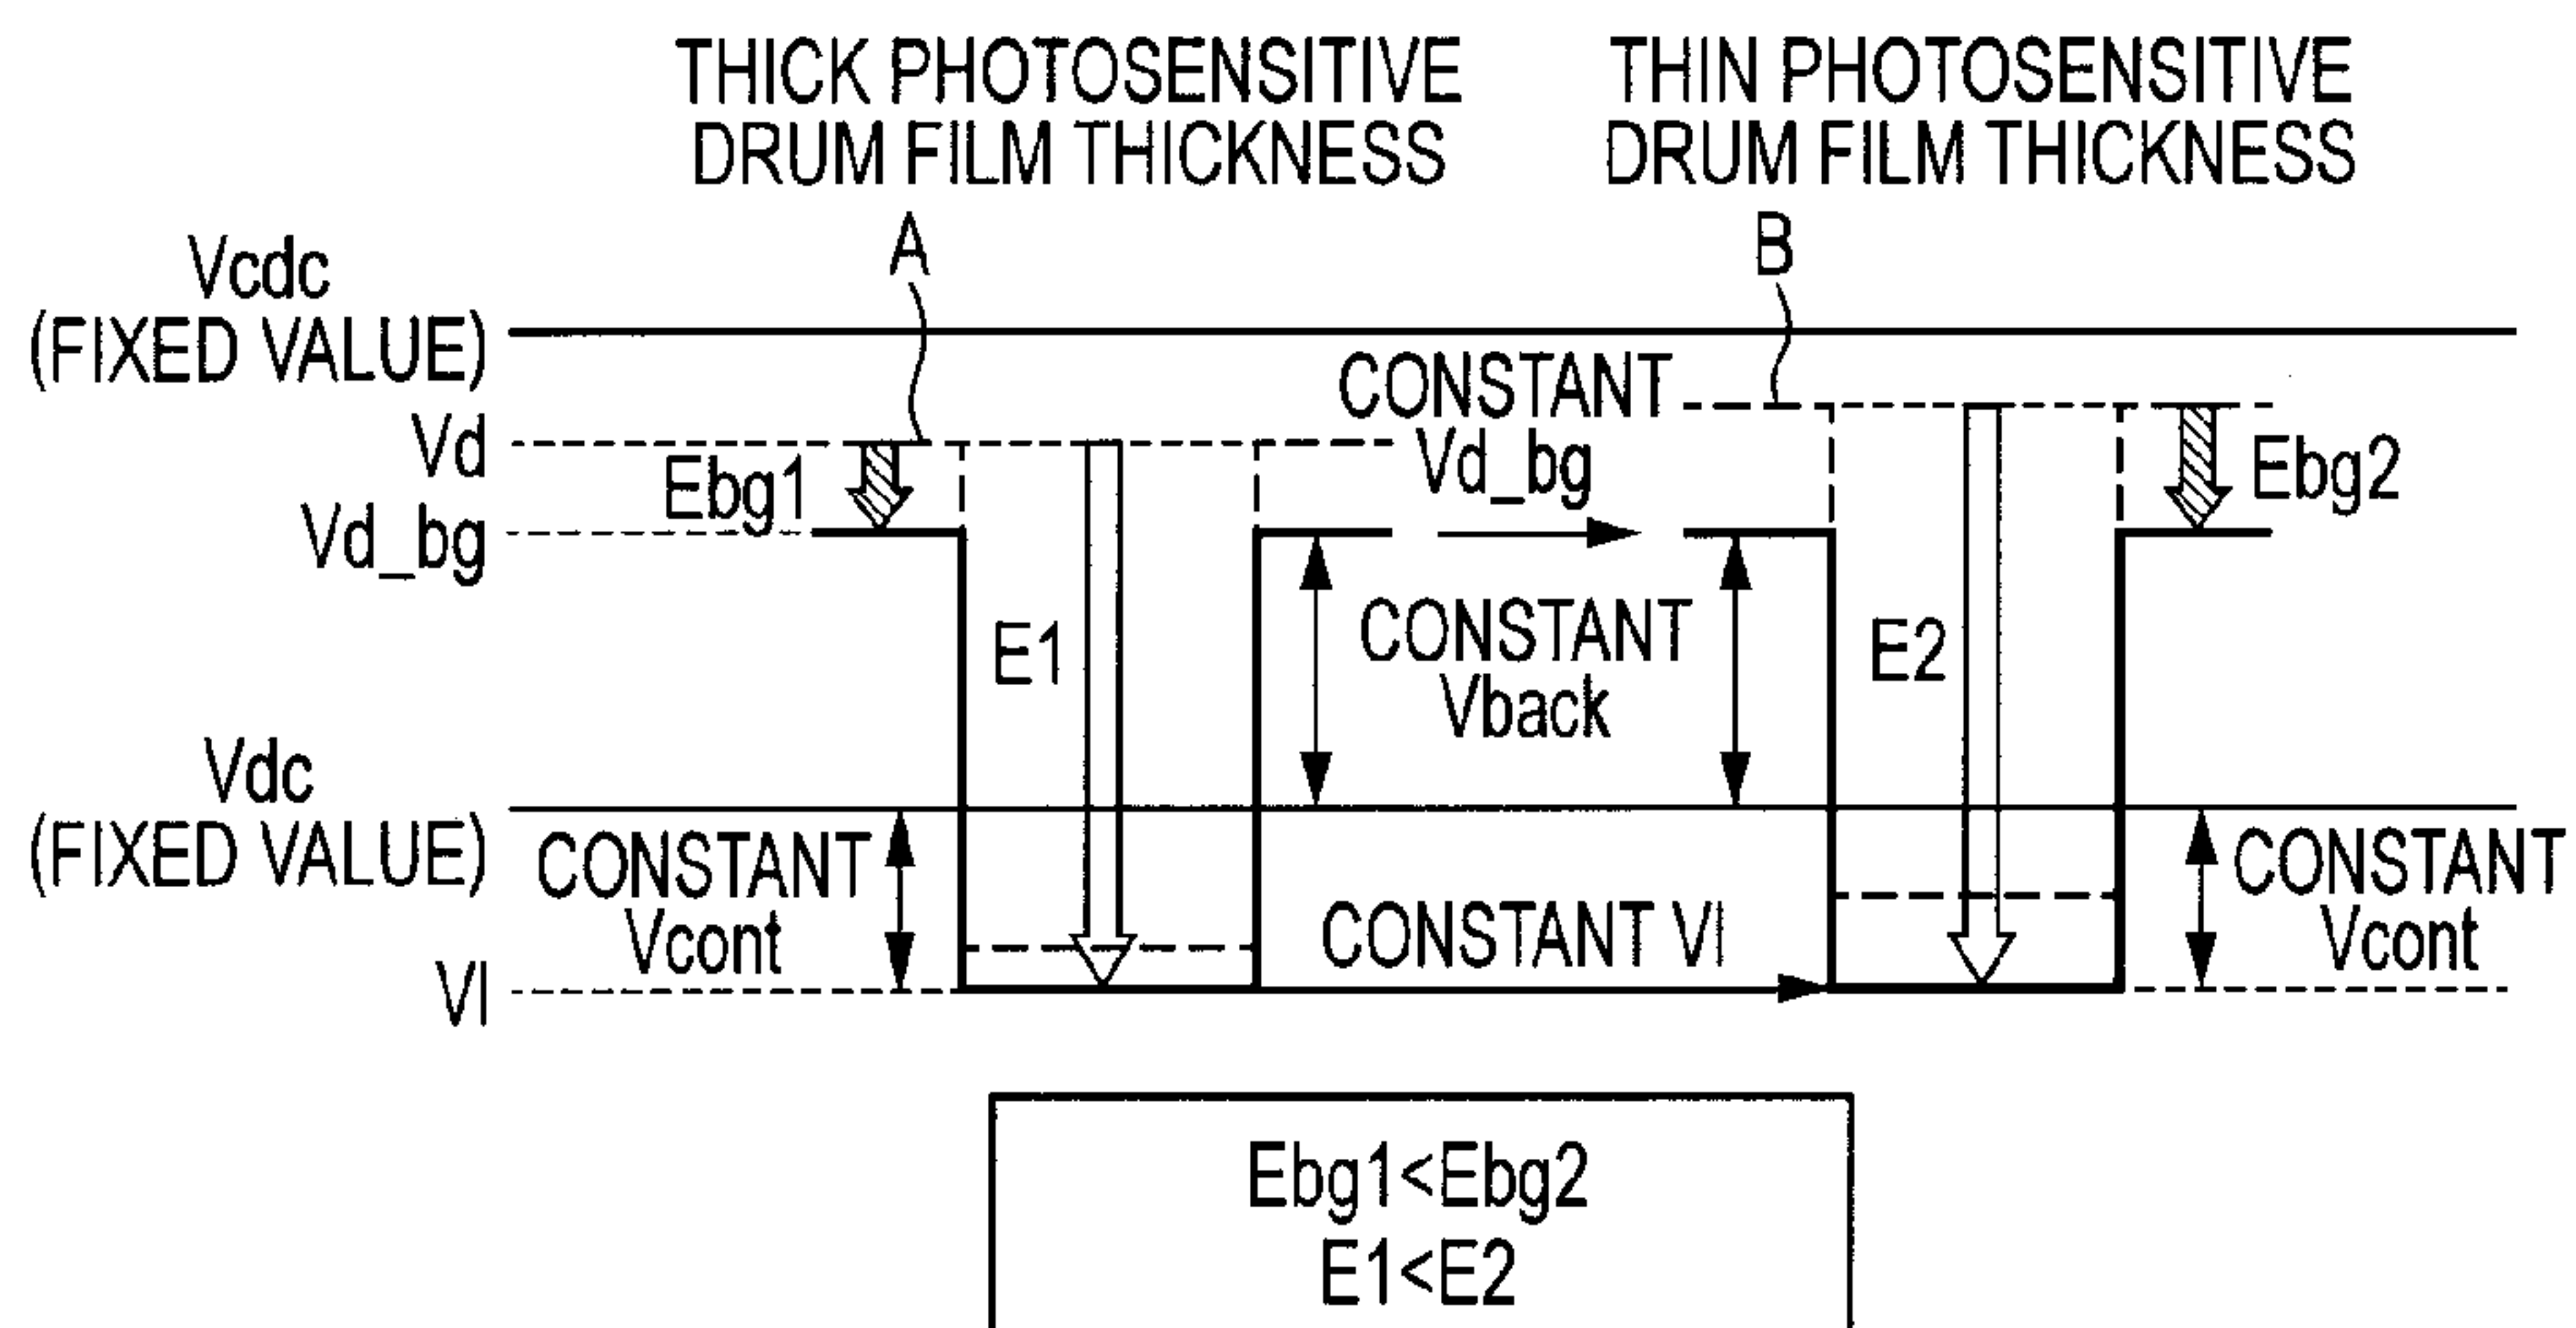 THICK PHOTOSENSITIVE
DRUM FILM THICKNESS
THIN PHOTOSENSITIVE
DRUM FILM THICKNESS
A
B
Vcdc
(FIXED VALUE)
CONSTANT
Vd_bg
Vd
Ebg1
Ebg2
Vd_bg
E1
CONSTANT
Vback
E2
Vdc
(FIXED VALUE)
CONSTANT
Vcont
CONSTANT Vl
CONSTANT
Vcont
Vl
Ebg1<Ebg2
E1<E2